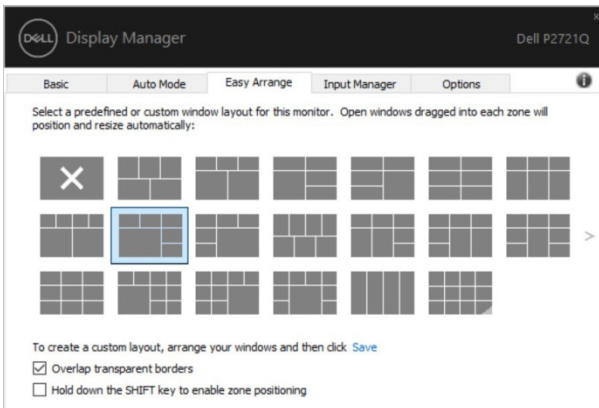 x
DELL Display Manager Dell P2721Q
Basic Auto Mode Easy Arrange Input Manager Options
Select a predefined or custom window layout for this monitor. Open windows dragged into each zone will
position and resize automatically:
To create a custom layout, arrange your windows and then click Save
Overlap transparent borders
Hold down the SHIFT key to enable zone positioning